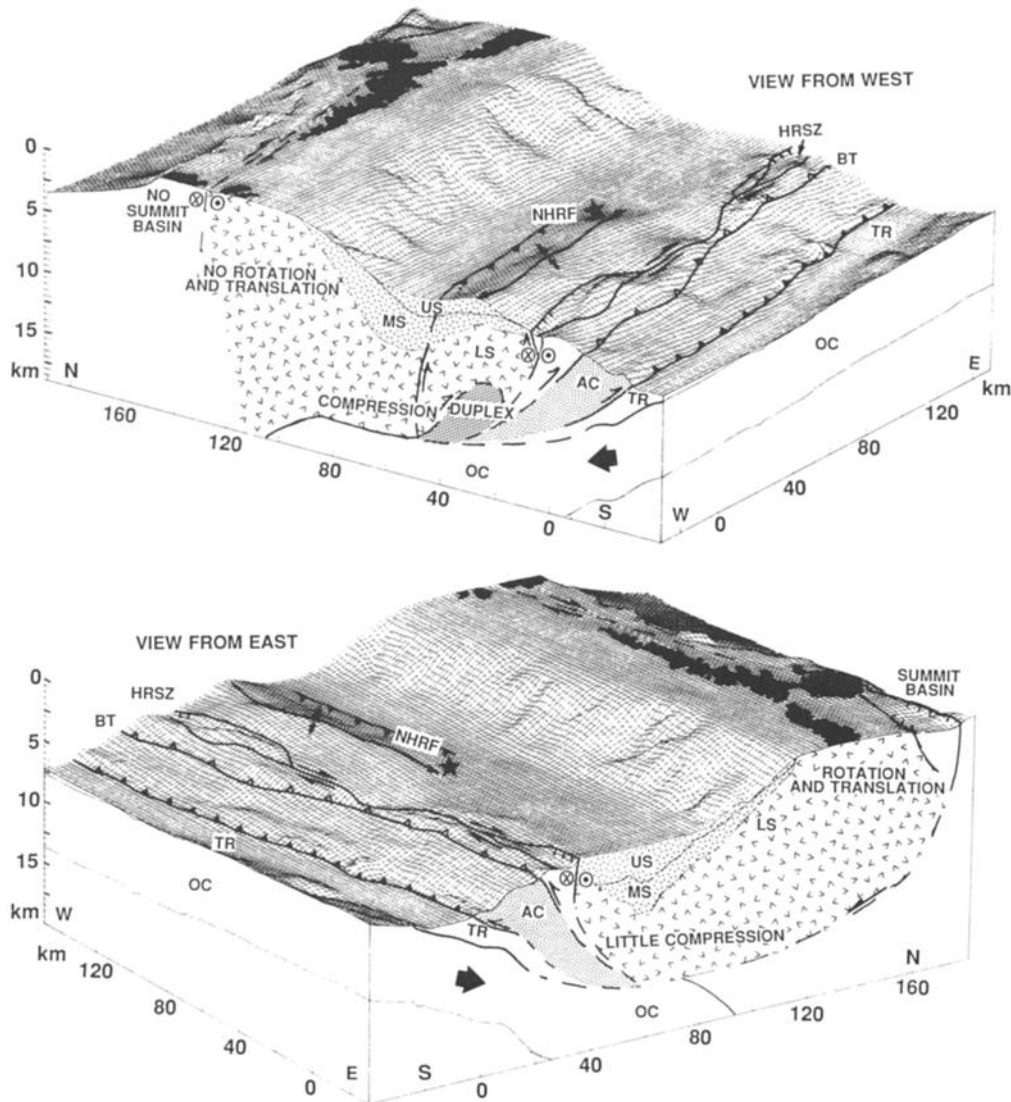 VIEW FROM WEST
HRSZ
BT
0
NO
SUMMIT
BASIN
5
NHRF
TR
10
NO ROTATION
AND TRANSLATION
US
MS
15
LS
OC
km
N
AC
E
km
COMPRESSION
DUPLEX
TR
160
120
120
80
OC
80
40
40
0
S
W
0
VIEW FROM EAST
SUMMIT
BASIN
0
HRSZ
BT
NHRF
5
ROTATION
AND TRANSLATION
10
LS
TR
US
15
OC
MS
km
W
AC
km
TR
LITTLE COMPRESSION
N
120
160
OC
120
80
80
40
40
0
E
S
0